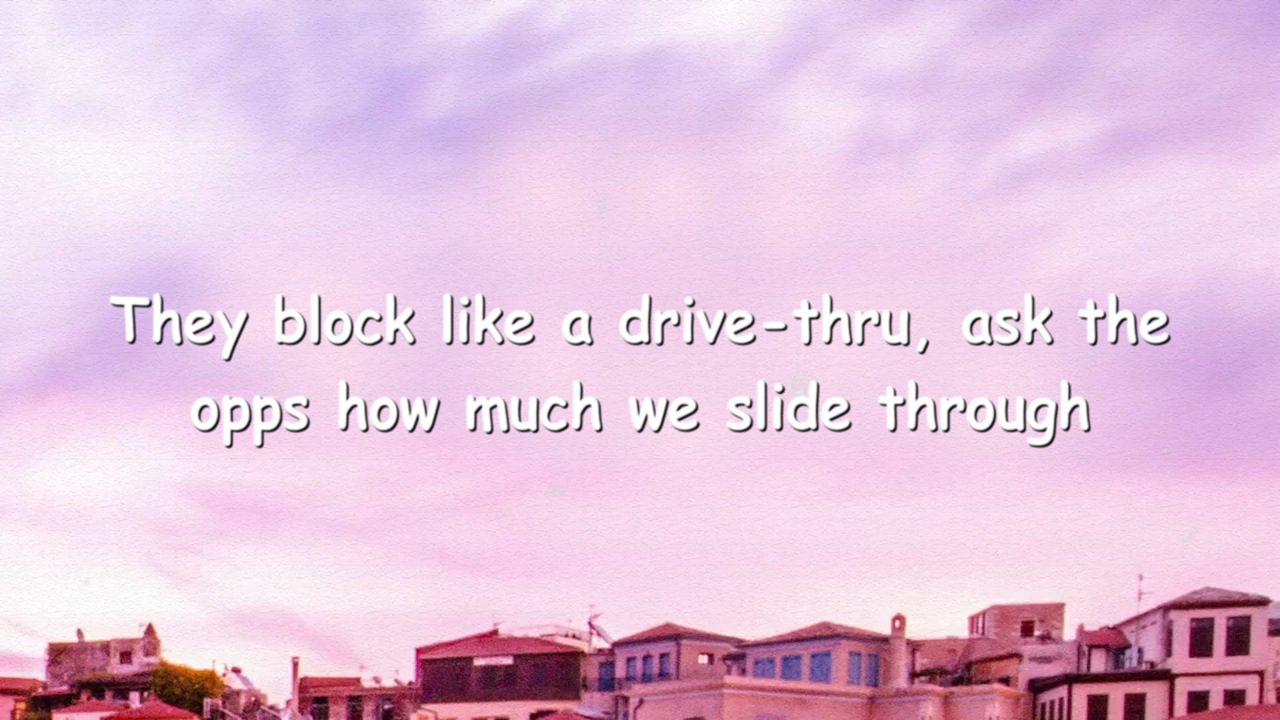 They block like a drive-thru, ask the
opps how much we slide through